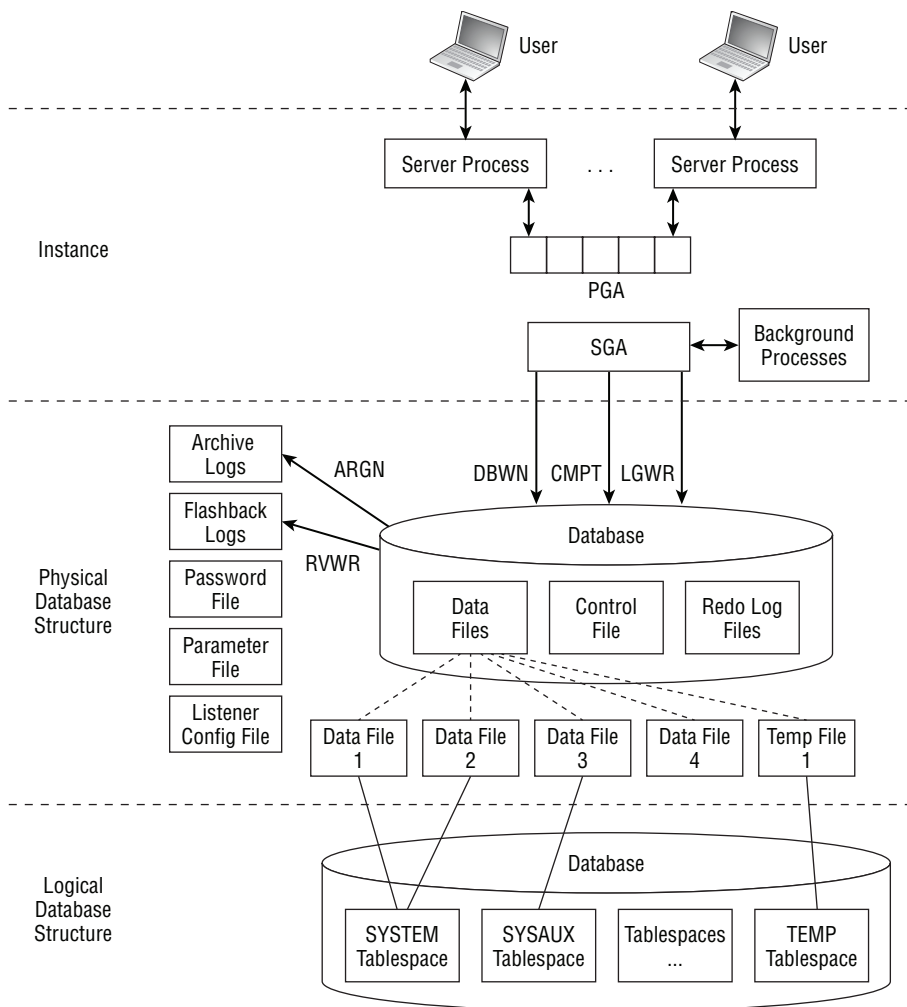 User
User
Server Process
. . .
Server Process
Instance
PGA
SGA
Background
Processes
Archive
Logs
ARGN
DBWN
CMPT
LGWR
Flashback
Logs
RVWR
Database
Physical
Database
Structure
Password
File
Data
Files
Control
File
Redo Log
Files
Parameter
File
Listener
Config File
Data File
1
Data File
2
Data File
3
Data File
4
Temp File
1
Database
Logical
Database
Structure
SYSTEM
Tablespace
SYSAUX
Tablespace
Tablespaces
...
TEMP
Tablespace